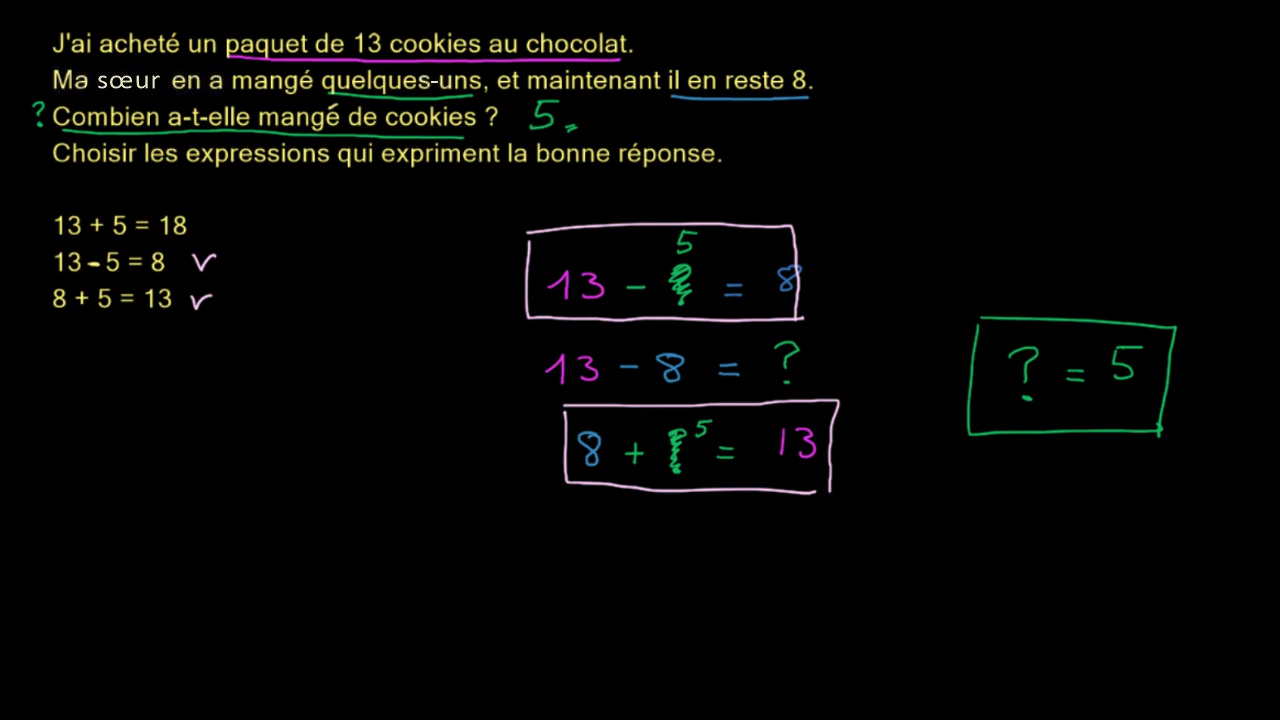 J'ai acheté un paquet de 13 cookies au chocolat.
Ma sœur en a mangé quelques-uns, et maintenant il en reste 8.
? Combien a-t-elle mangé de cookies ? 5
Choisir les expressions qui expriment la bonne réponse.
13 + 5 = 18
13 - 5 = 8 ✓
8 + 5 = 13 ✓
5
13 - = 8
13 - 8 = ?
8 + 5 = 13
? = 5